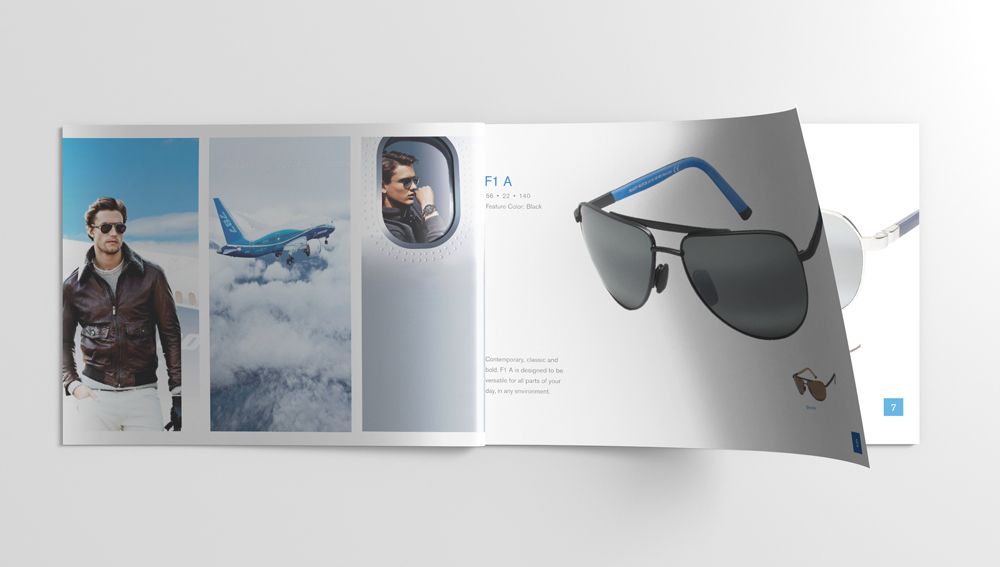 787
F1 A
56 • 22 • 140
Feature Color: Black
Contemporary, classic and
bold. F1 A is designed to be
versatile for all parts of your
day, in any environment.
7